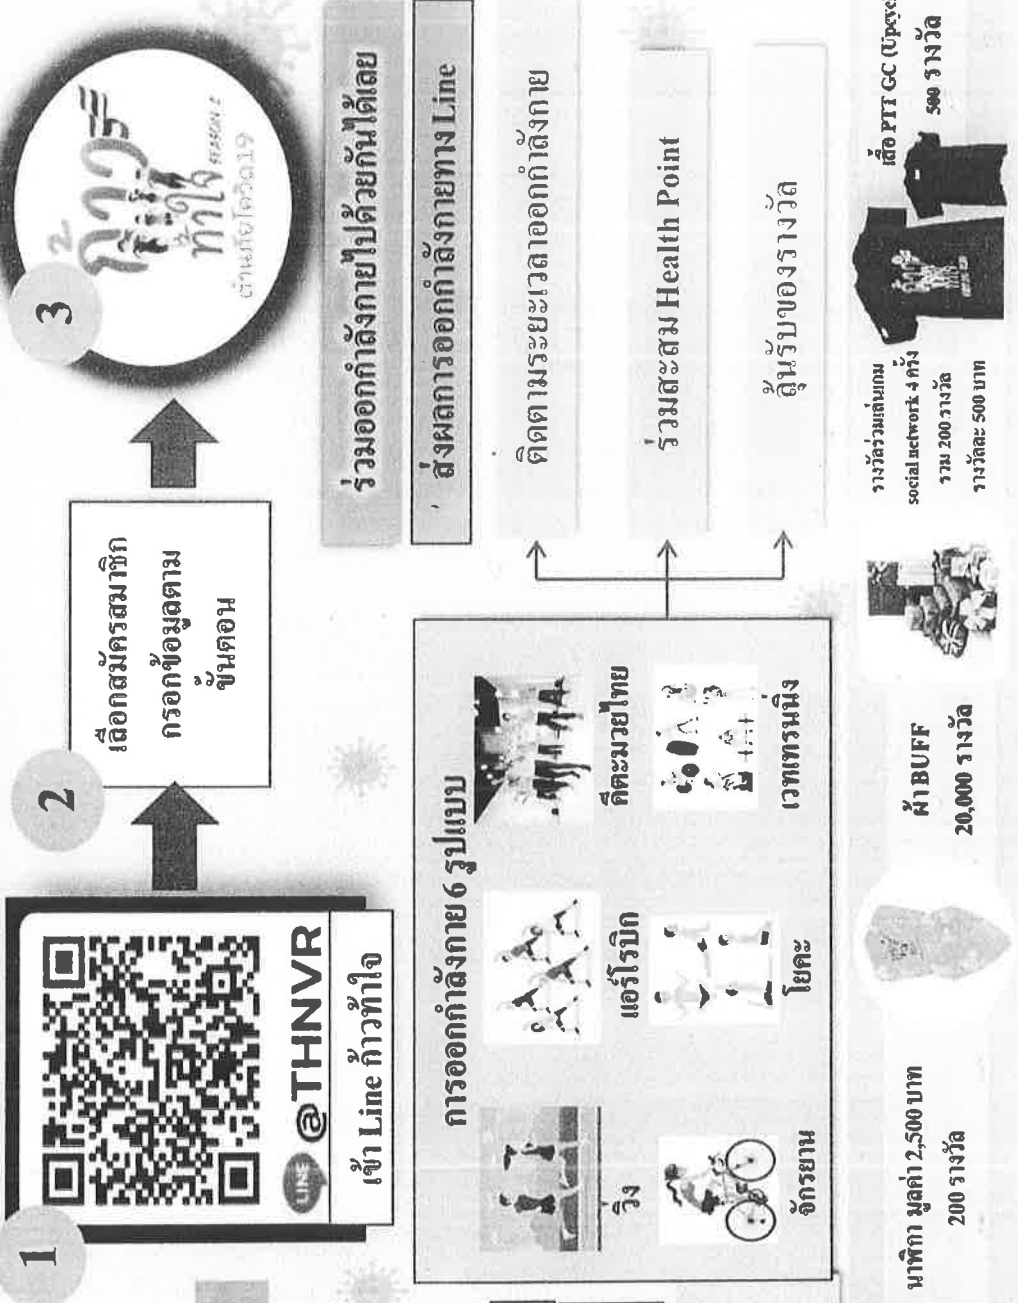 1
LINE @THNVR
เข้า Line ก้าวท้าใจ
2
เลือกสมัครสมาชิก
กรอกข้อมูลตาม
ขั้นตอน
3
ก้าว
ท้าใจ SEASON 2
ต้านภัยโควิด19
ร่วมออกกำลังกายไปด้วยกันได้เลย
ส่งผลการออกกำลังกายทาง Line
การออกกำลังกาย 6 รูปแบบ
วิ่ง
แอร์โรบิก
คีตะมวยไทย
จักรยาน
โยคะ
เวทเทรนนิ่ง
ติดตามระยะเวลาออกกำลังกาย
ร่วมสะสม Health Point
ลุ้นรับของรางวัล
นาฬิกา มูลค่า 2,500 บาท
200 รางวัล
ผ้า BUFF
20,000 รางวัล
รางวัลร่วมเล่นเกม
social network 4 ครั้ง
รวม 200 รางวัล
รางวัลละ 500 บาท
เสื้อ PTT GC (Upcyc
500 รางวัล